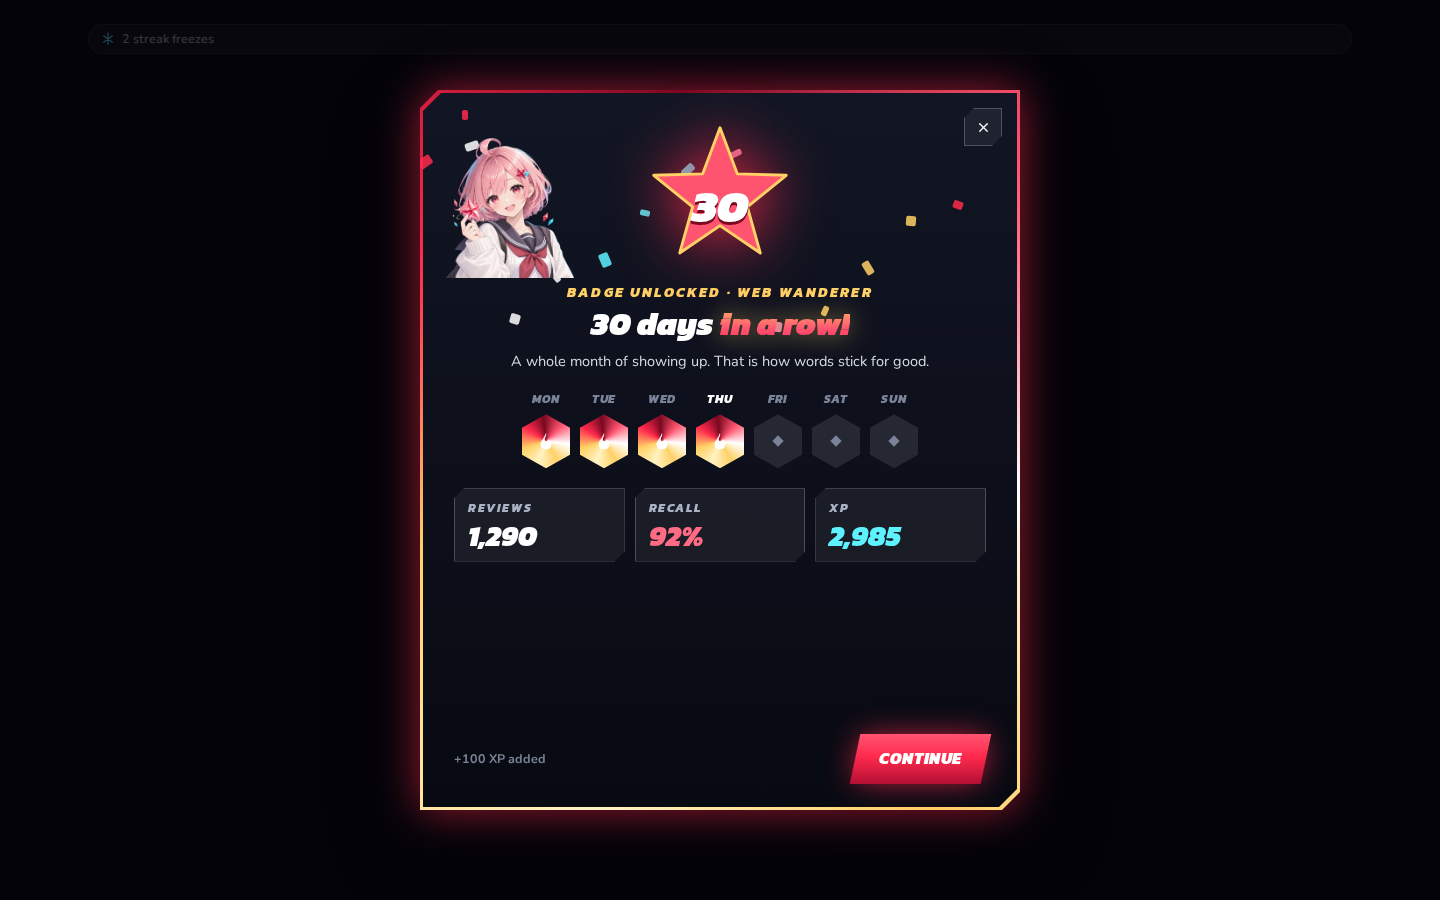 2 streak freezes
×
30
BADGE UNLOCKED · WEB WANDERER
30 days in a row!
A whole month of showing up. That is how words stick for good.
MON TUE WED THU FRI SAT SUN
REVIEWS RECALL XP
1,290 92% 2,985
+100 XP added
CONTINUE